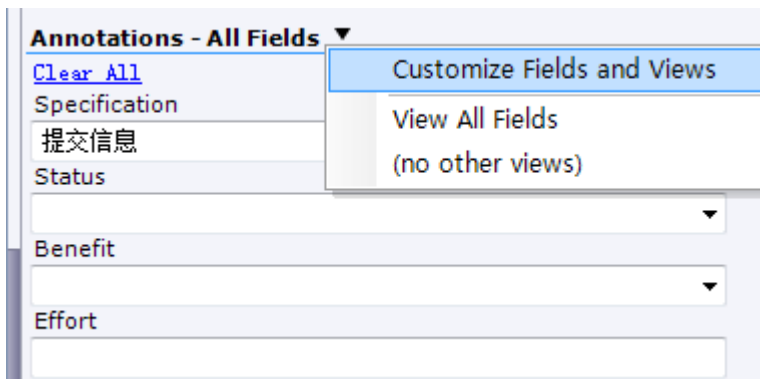 Annotations - All Fields ▼
Customize Fields and Views
Clear All
Specification
View All Fields
提交信息
(no other views)
Status
Benefit
Effort